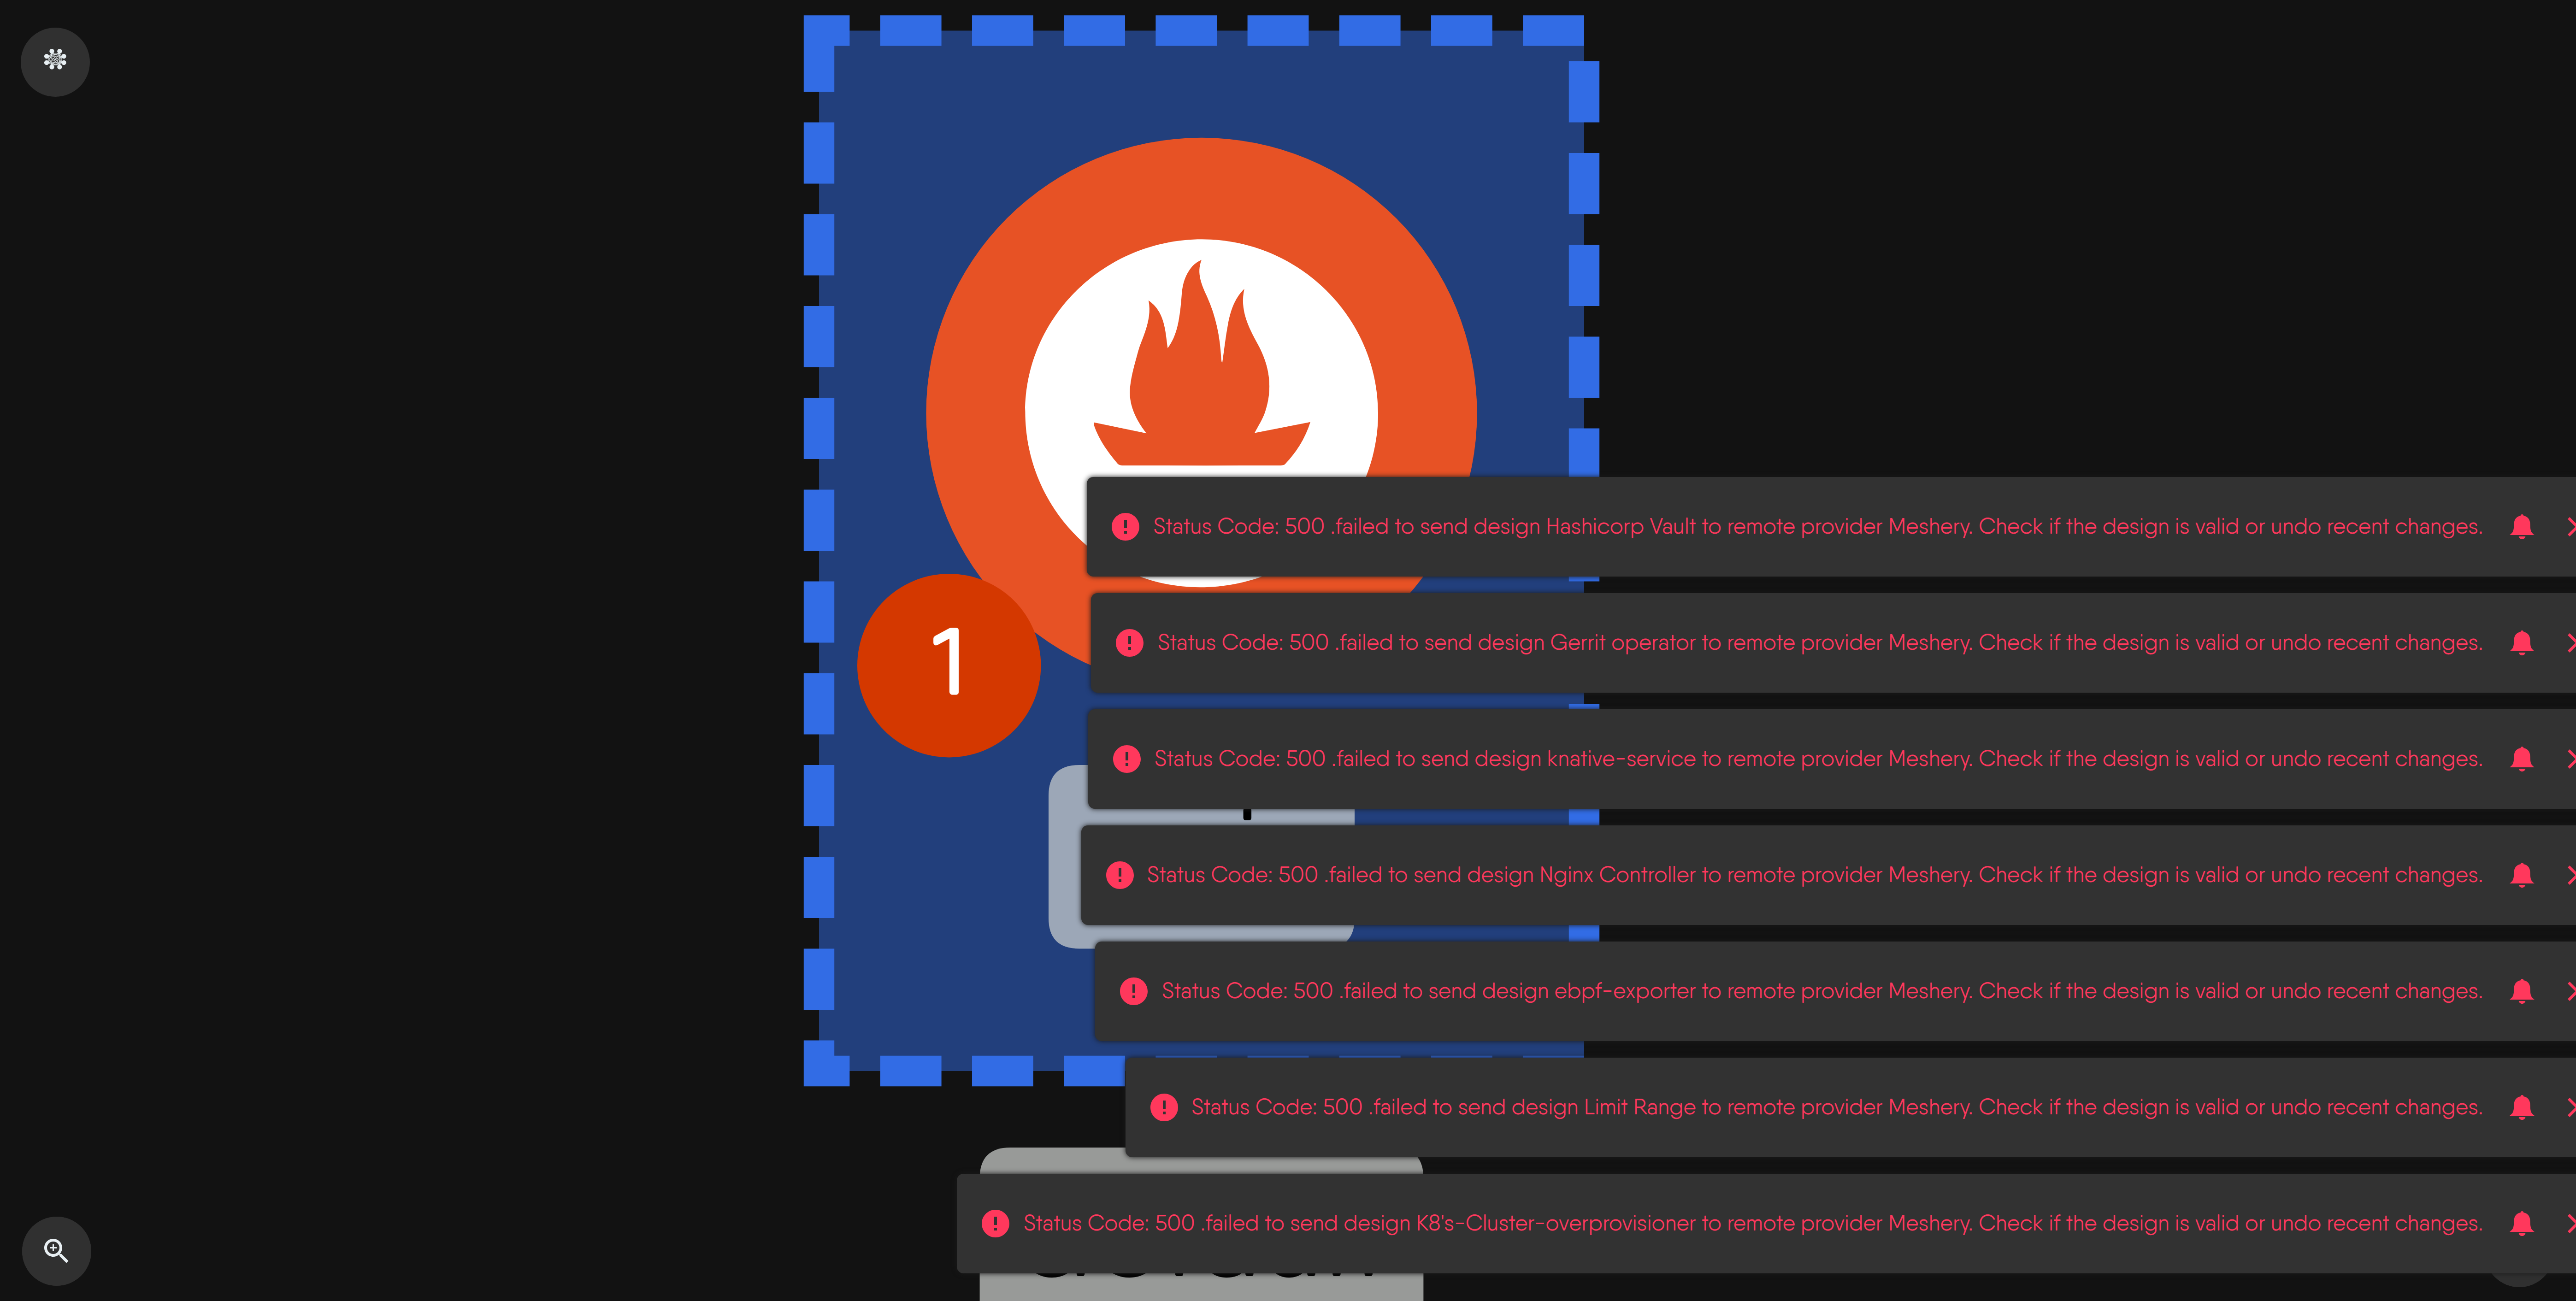 Status Code: 500 .failed to send design Hashicorp Vault to remote provider Meshery. Check if the design is valid or undo recent changes.
1
Status Code: 500 .failed to send design Gerrit operator to remote provider Meshery. Check if the design is valid or undo recent changes.
Status Code: 500 .failed to send design knative-service to remote provider Meshery. Check if the design is valid or undo recent changes.
Status Code: 500 .failed to send design Nginx Controller to remote provider Meshery. Check if the design is valid or undo recent changes.
Status Code: 500 .failed to send design ebpf-exporter to remote provider Meshery. Check if the design is valid or undo recent changes.
Status Code: 500 .failed to send design Limit Range to remote provider Meshery. Check if the design is valid or undo recent changes.
Status Code: 500 .failed to send design K8's-Cluster-overprovisioner to remote provider Meshery. Check if the design is valid or undo recent changes.